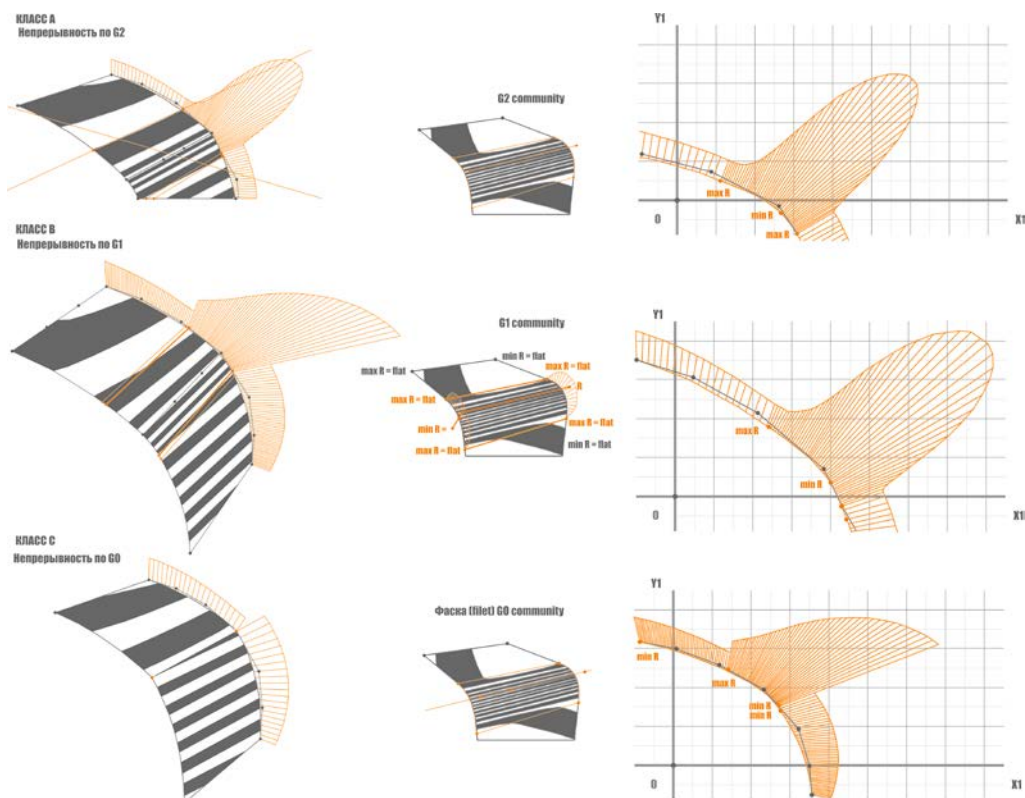 КЛАСС A
Непрерывность по G2
G2 community
Y1
max R
min R
max R
0
X1
КЛАСС B
Непрерывность по G1
G1 community
max R = flat
min R = flat
max R = flat
R
max R = flat
min R =
max R = flat
max R = flat
min R = flat
Y1
max R
min R
0
X1
КЛАСС C
Непрерывность по G0
Фаска (filet) G0 community
Y1
min R
max R
min R
min R
0
X1